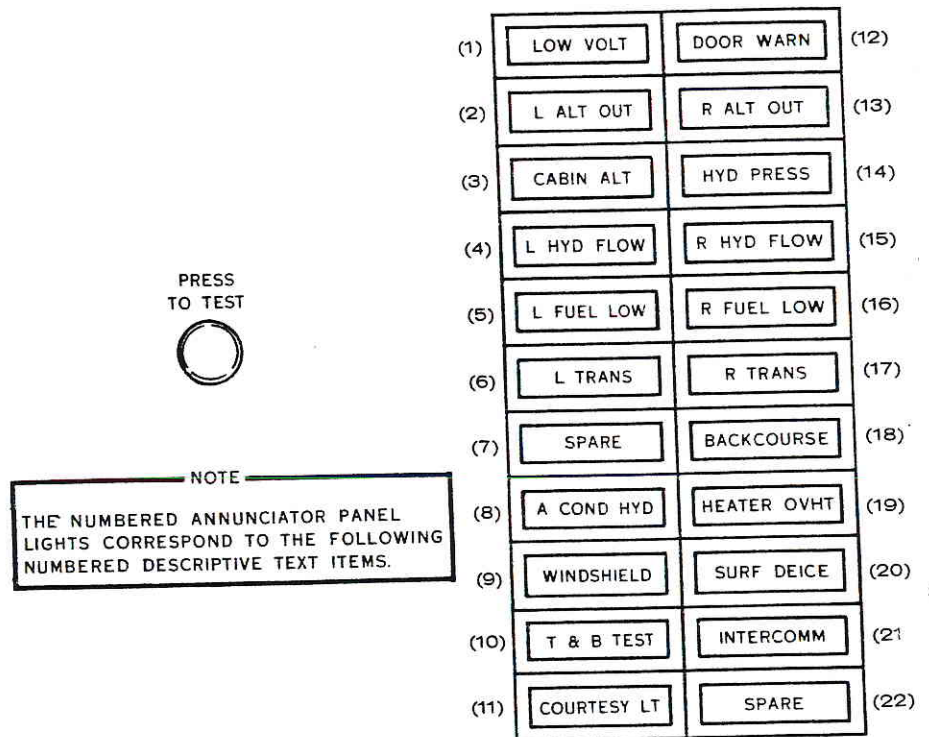 (1) LOW VOLT DOOR WARN (12)
(2) L ALT OUT R ALT OUT (13)
(3) CABIN ALT HYD PRESS (14)
(4) L HYD FLOW R HYD FLOW (15)
(5) L FUEL LOW R FUEL LOW (16)
(6) L TRANS R TRANS (17)
(7) SPARE BACKCOURSE (18)
(8) A COND HYD HEATER OVHT (19)
(9) WINDSHIELD SURF DEICE (20)
(10) T & B TEST INTERCOMM (21
(11) COURTESY LT SPARE (22)
PRESS
TO TEST
NOTE
THE NUMBERED ANNUNCIATOR PANEL
LIGHTS CORRESPOND TO THE FOLLOWING
NUMBERED DESCRIPTIVE TEXT ITEMS.